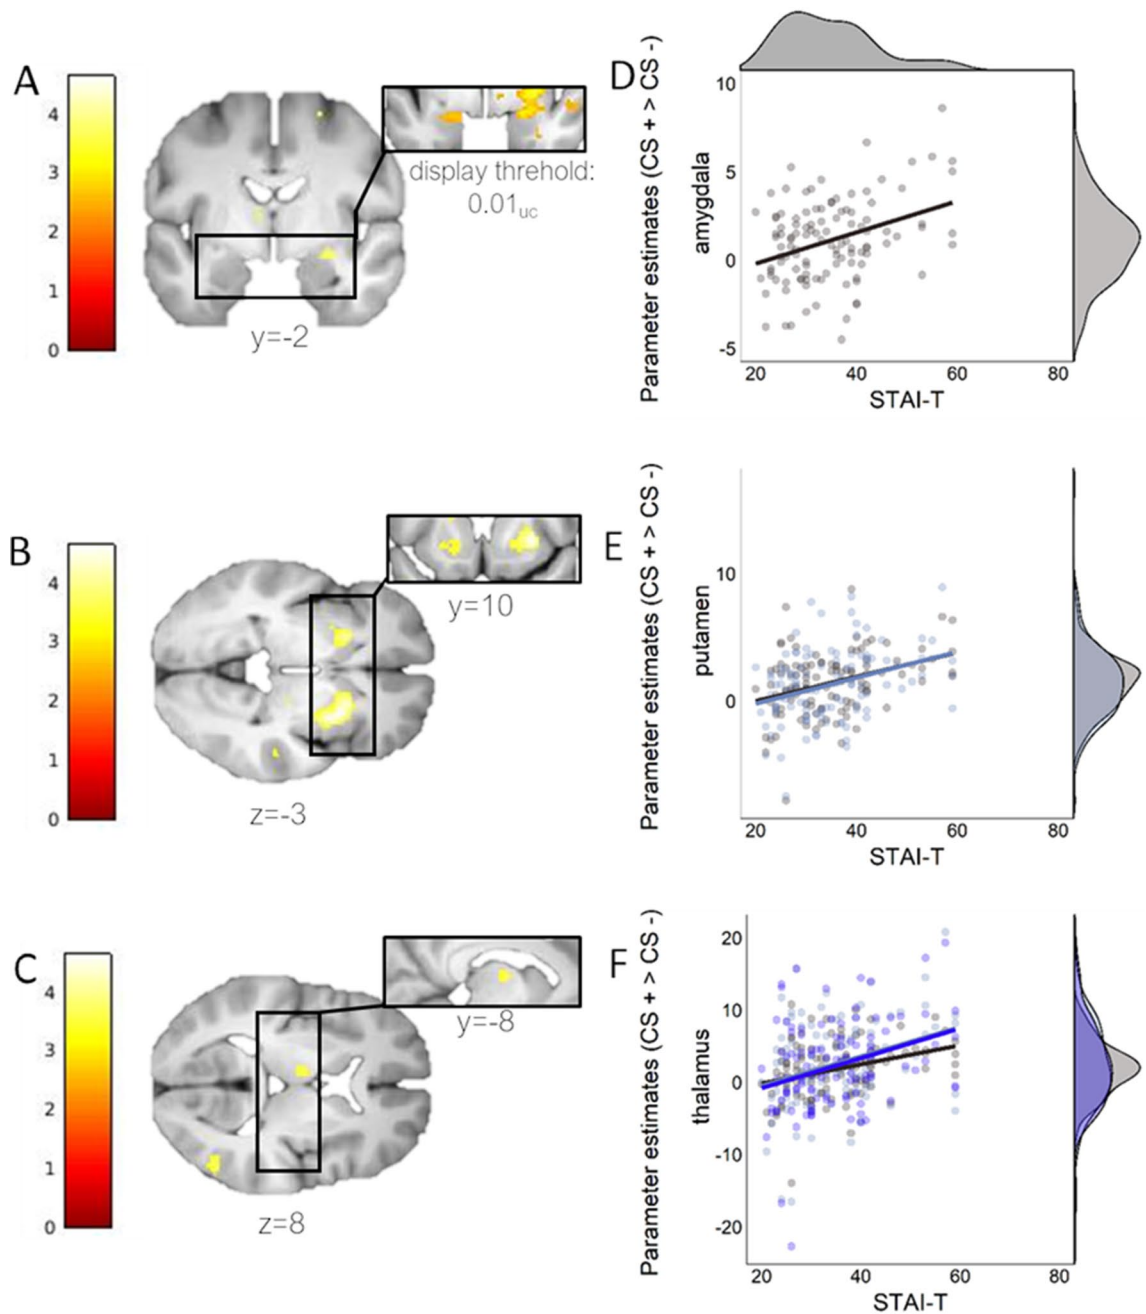 A
4
3
2
1
0
display threhold:
0.01uc
y=-2
D
Parameter estimates (CS + > CS -)
amygdala
10
5
0
-5
20 40 60 80
STAI-T
B
4
3
2
1
0
y=10
z=-3
E
Parameter estimates (CS + > CS -)
putamen
10
0
20 40 60 80
STAI-T
C
4
3
2
1
0
y=-8
z=8
F
Parameter estimates (CS + > CS -)
thalamus
20
10
0
-10
-20
20 40 60 80
STAI-T